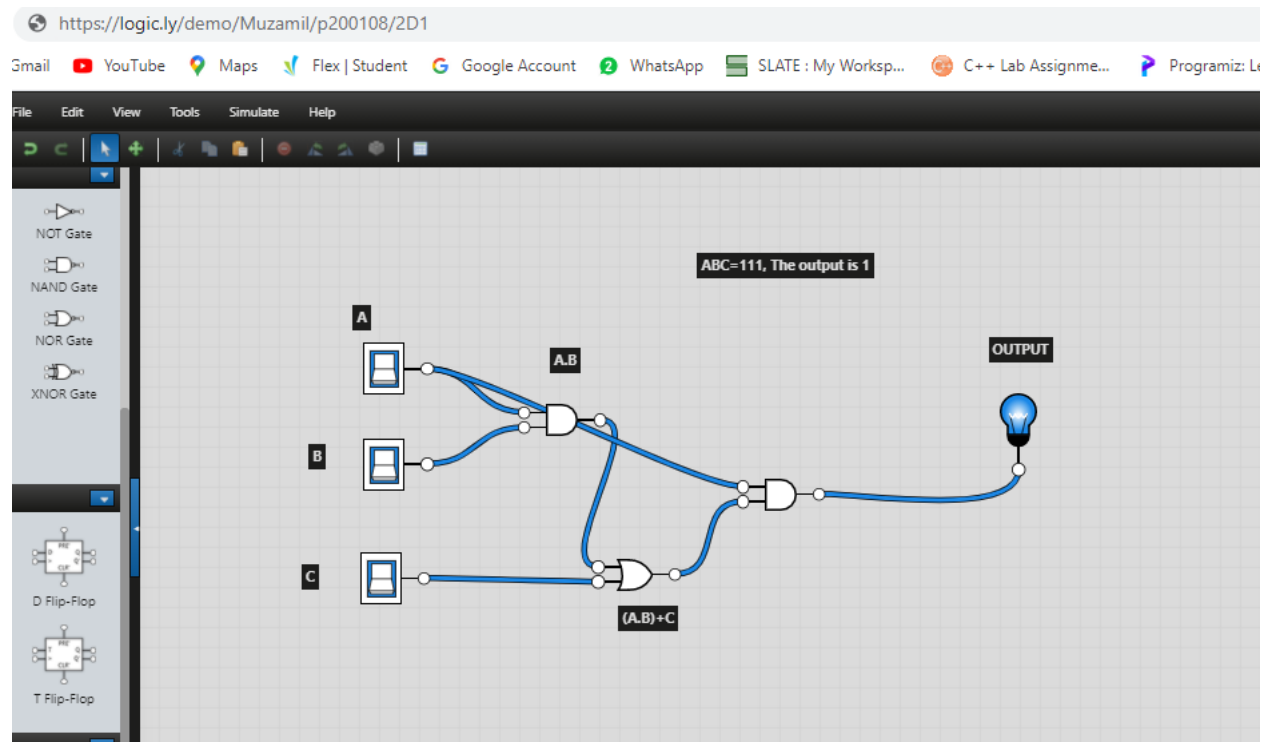 https://logic.ly/demo/Muzamil/p200108/2D1
Gmail YouTube Maps Flex | Student Google Account 2 WhatsApp SLATE : My Worksp... C++ Lab Assignme... Programiz: Le
File Edit View Tools Simulate Help
NOT Gate
NAND Gate
NOR Gate
XNOR Gate
D Flip-Flop
T Flip-Flop
ABC=111, The output is 1
A
A.B
OUTPUT
B
C
(A.B)+C